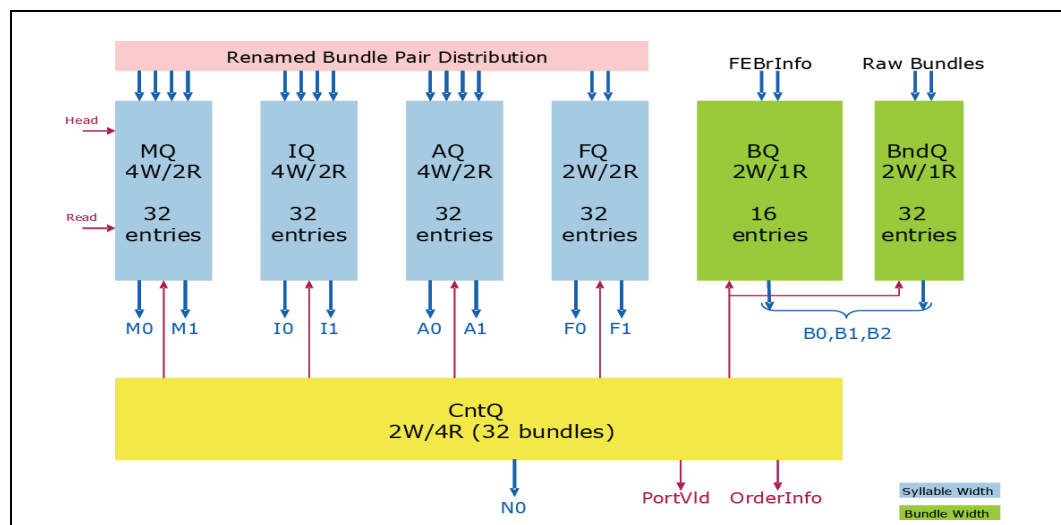 Renamed Bundle Pair Distribution
FEBrInfo
Raw Bundles
Head
Read
MQ
4W/2R
32
entries
IQ
4W/2R
32
entries
AQ
4W/2R
32
entries
FQ
2W/2R
32
entries
BQ
2W/1R
16
entries
BndQ
2W/1R
32
entries
M0 M1
I0 I1
A0 A1
F0 F1
B0,B1,B2
CntQ
2W/4R (32 bundles)
N0
PortVld
OrderInfo
Syllable Width
Bundle Width